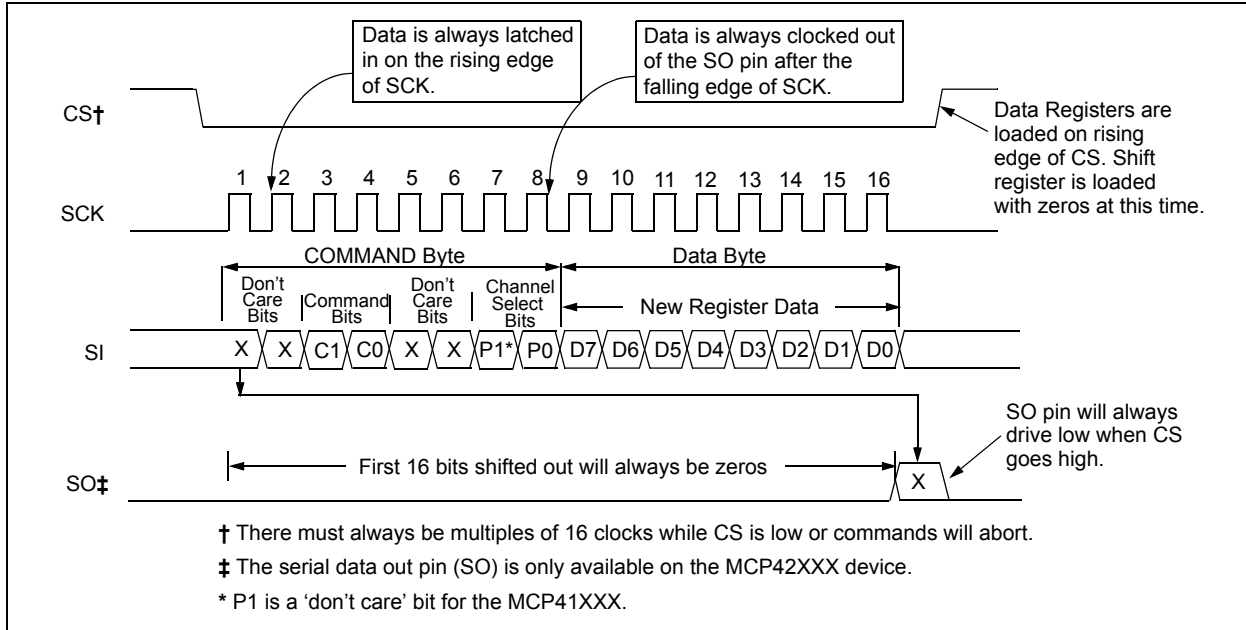 Data is always latched
in on the rising edge
of SCK.
Data is always clocked out
of the SO pin after the
falling edge of SCK.
CS†
Data Registers are
loaded on rising
edge of CS. Shift
register is loaded
with zeros at this time.
1 2 3 4 5 6 7 8 9 10 11 12 13 14 15 16
SCK
COMMAND Byte
Data Byte
Don't
Care
Bits
Command
Bits
Don't
Care
Bits
Channel
Select
Bits
New Register Data
SI
X X C1 C0 X X P1* P0 D7 D6 D5 D4 D3 D2 D1 D0
SO pin will always
drive low when CS
goes high.
First 16 bits shifted out will always be zeros
X
SO‡
† There must always be multiples of 16 clocks while CS is low or commands will abort.
‡ The serial data out pin (SO) is only available on the MCP42XXX device.
* P1 is a ‘don’t care’ bit for the MCP41XXX.